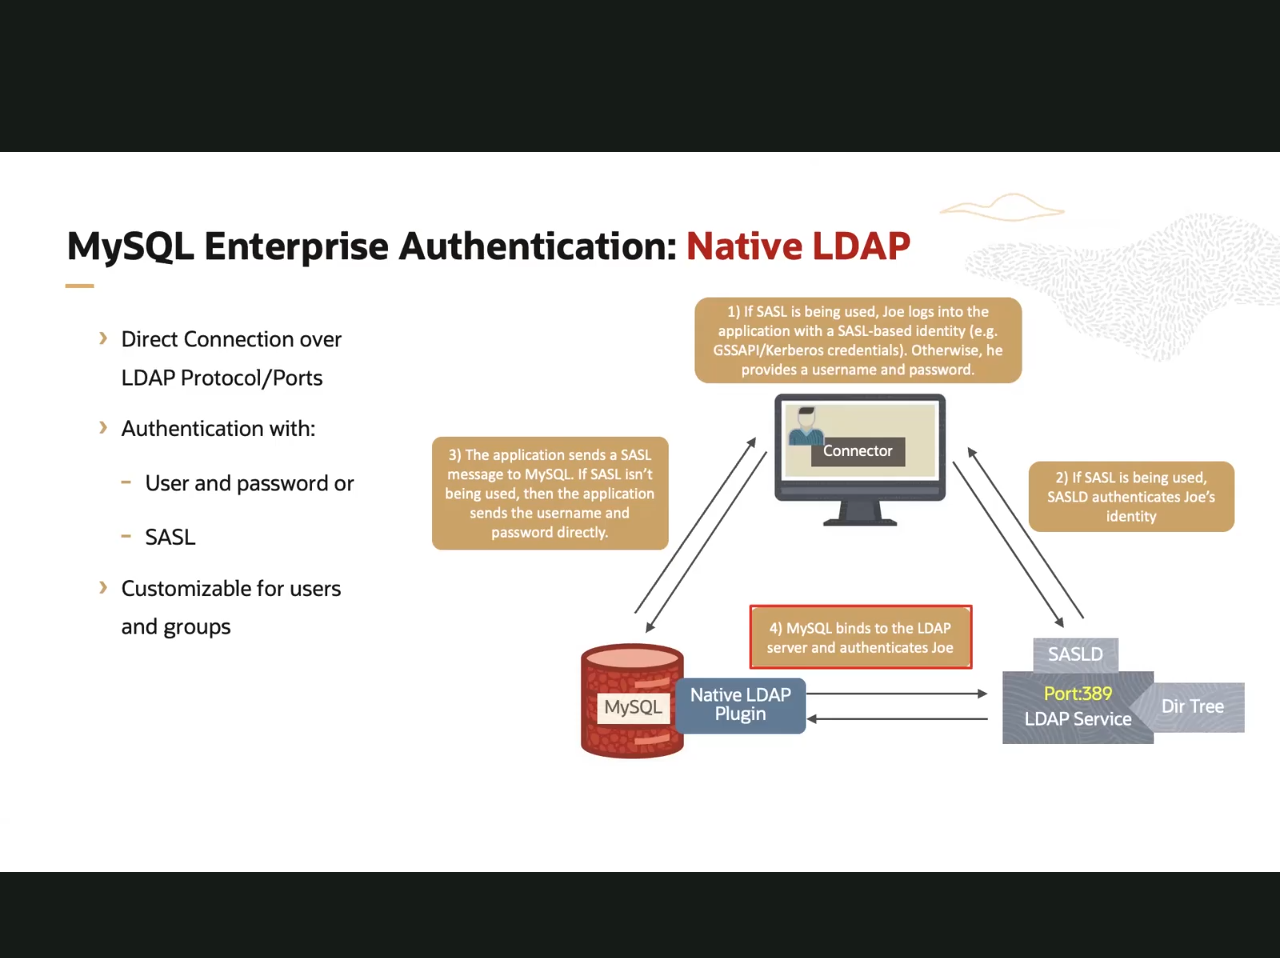 MySQL Enterprise Authentication: Native LDAP
› Direct Connection over
LDAP Protocol/Ports
› Authentication with:
- User and password or
- SASL
› Customizable for users
and groups
1) If SASL is being used, Joe logs into the
application with a SASL-based identity (e.g.
GSSAPI/Kerberos credentials). Otherwise, he
provides a username and password.
Connector
3) The application sends a SASL
message to MySQL. If SASL isn't
being used, then the application
sends the username and
password directly.
2) If SASL is being used,
SASLD authenticates Joe's
identity
4) MySQL binds to the LDAP
server and authenticates Joe
MySQL
Native LDAP
Plugin
SASLD
Port:389
LDAP Service
Dir Tree